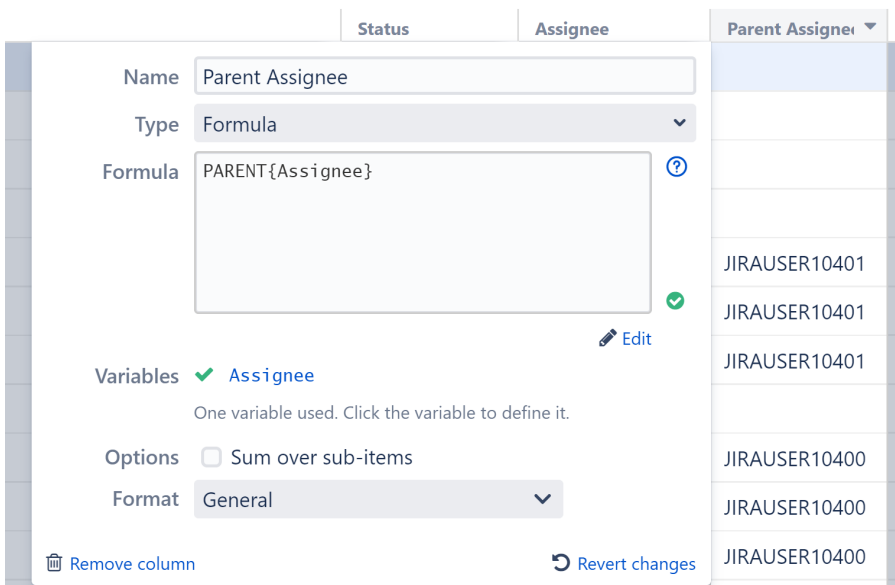 Status Assignee Parent Assignee
Name Parent Assignee
Type Formula
Formula PARENT{Assignee}
JIRAUSER10401
JIRAUSER10401
Edit
JIRAUSER10401
Variables Assignee
One variable used. Click the variable to define it.
Options Sum over sub-items JIRAUSER10400
Format General JIRAUSER10400
Remove column Revert changes JIRAUSER10400